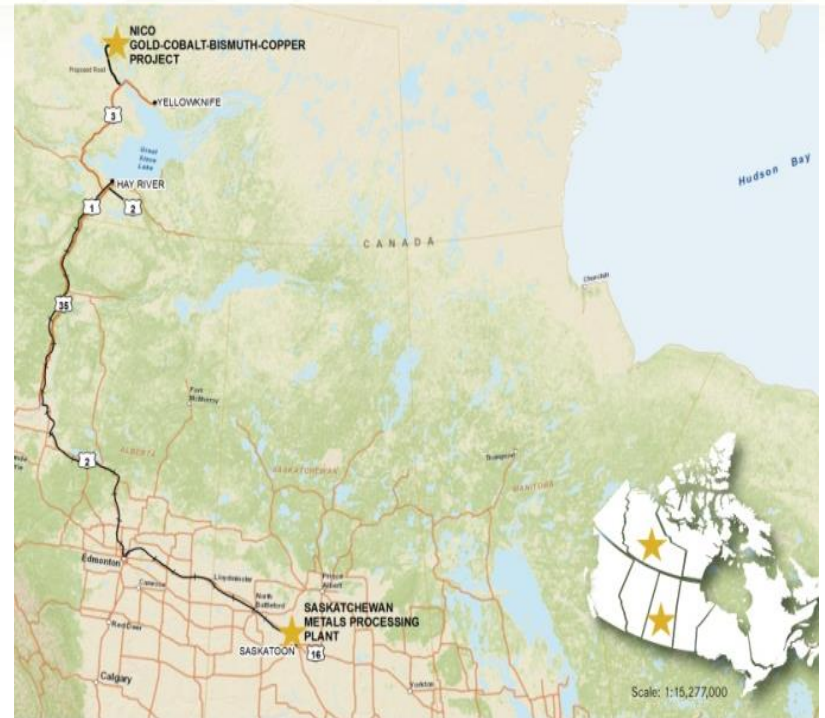 NICO
GOLD-COBALT-BISMUTH-COPPER
PROJECT
Proposed Road
YELLOWKNIFE
3
Great
Slave
Lake
HAY RIVER
1
2
Hudson Bay
CANADA
Churchill
35
Fort
McMurray
ALBERTA
2
SASKATCHEWAN
Thompson
MANITOBA
Edmonton
Lloydminster
Camrose
North
Battleford
Prince
Albert
SASKATCHEWAN
METALS PROCESSING
PLANT
Red Deer
SASKATOON
16
Calgary
Yorkton
Scale: 1:15,277,000